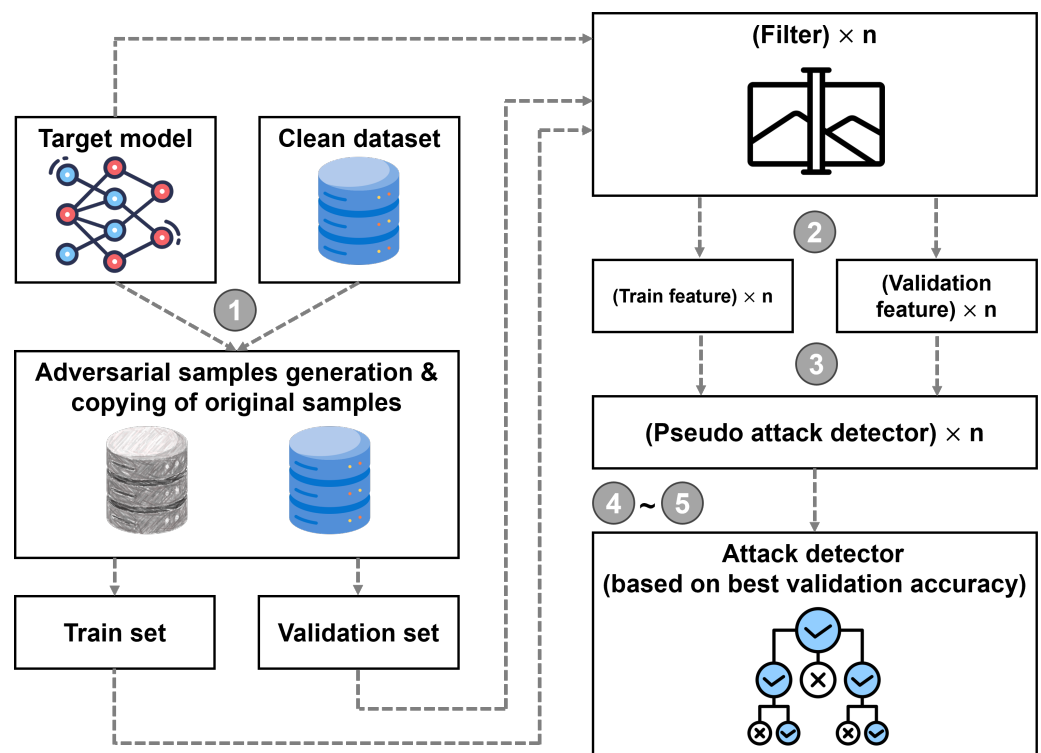 Target model
Clean dataset
1
Adversarial samples generation &
copying of original samples
Train set
Validation set
(Filter) × n
2
(Train feature) × n
(Validation
feature) × n
3
(Pseudo attack detector) × n
4 ~ 5
Attack detector
(based on best validation accuracy)